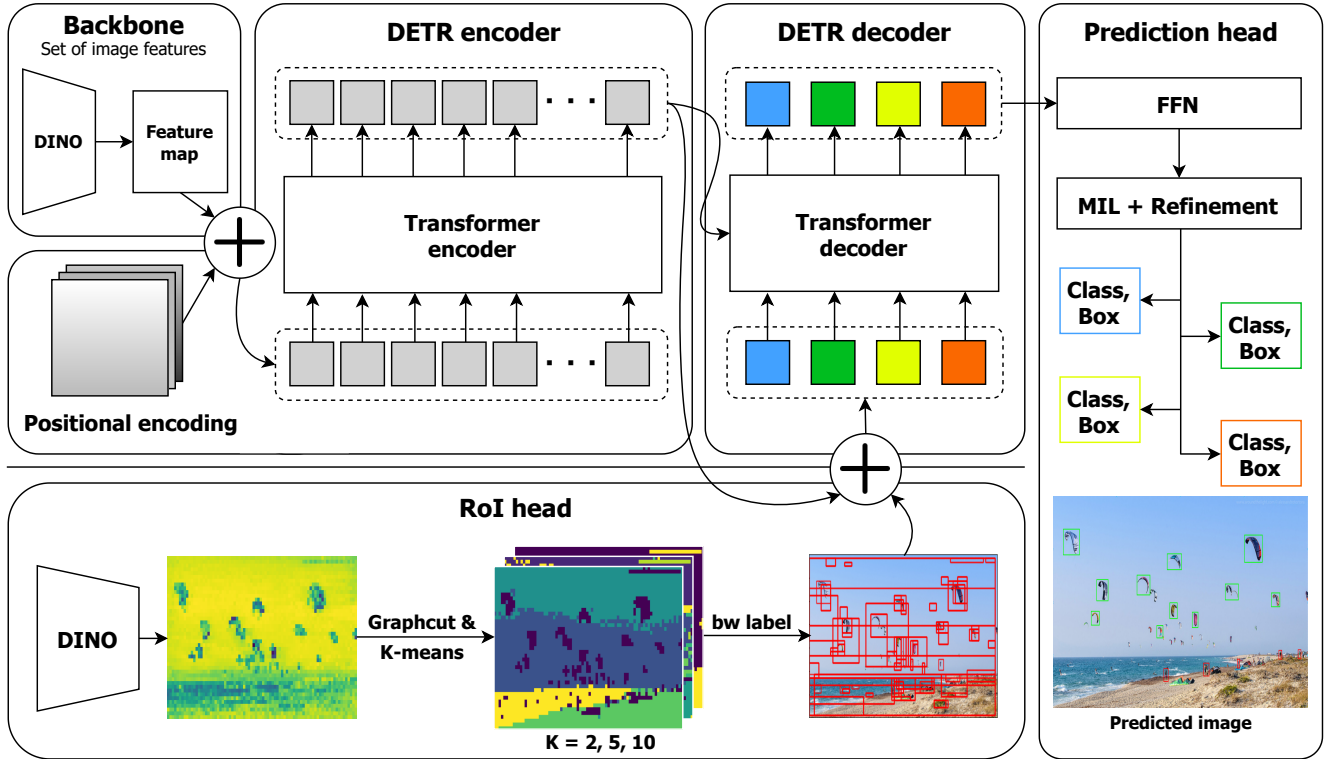 Backbone
Set of image features
DINO
Feature
map
Positional encoding
DETR encoder
. . .
Transformer
encoder
. . .
DETR decoder
Transformer
decoder
Prediction head
FFN
MIL + Refinement
Class,
Box
Class,
Box
Class,
Box
Class,
Box
Predicted image
RoI head
DINO
Graphcut &
K-means
K = 2, 5, 10
bw label